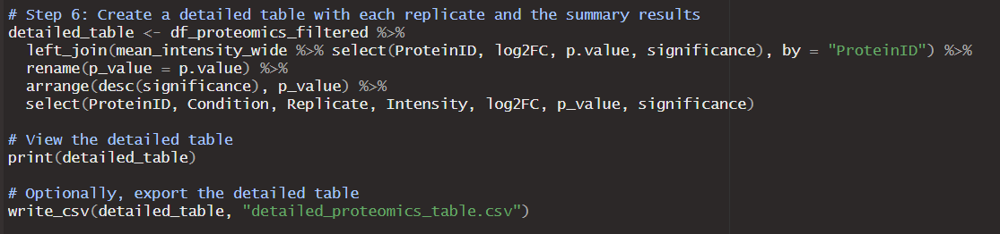 # Step 6: Create a detailed table with each replicate and the summary results
detailed_table <- df_proteomics_filtered %>%
  left_join(mean_intensity_wide %>% select(ProteinID, log2FC, p.value, significance), by = "ProteinID") %>%
  rename(p_value = p.value) %>%
  arrange(desc(significance), p_value) %>%
  select(ProteinID, Condition, Replicate, Intensity, log2FC, p_value, significance)

# View the detailed table
print(detailed_table)

# Optionally, export the detailed table
write_csv(detailed_table, "detailed_proteomics_table.csv")